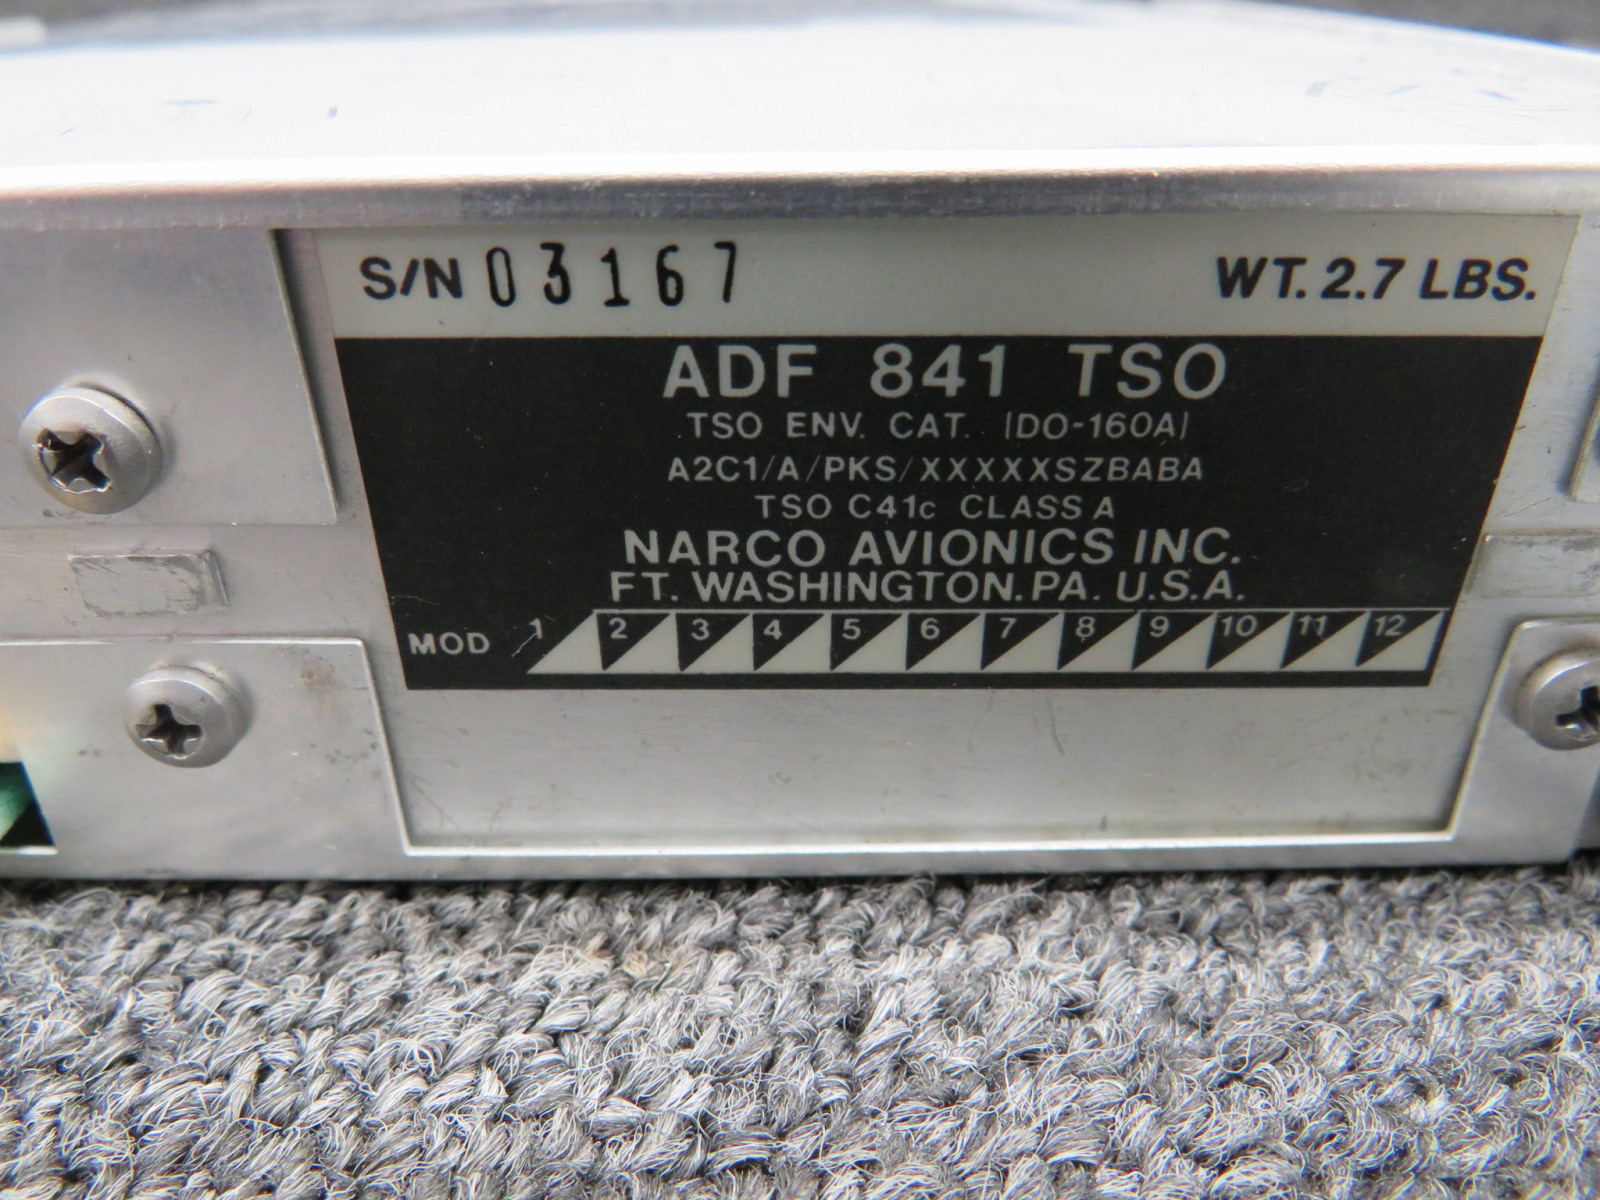 S/N 03167 WT. 2.7 LBS.
ADF 841 TSO
TSO ENV. CAT. (DO-160A)
A2C1/A/PKS/XXXXXSZBABA
TSO C41c CLASS A
NARCO AVIONICS INC.
FT. WASHINGTON. PA. U.S.A.
MOD 1 2 3 4 5 6 7 8 9 10 11 12